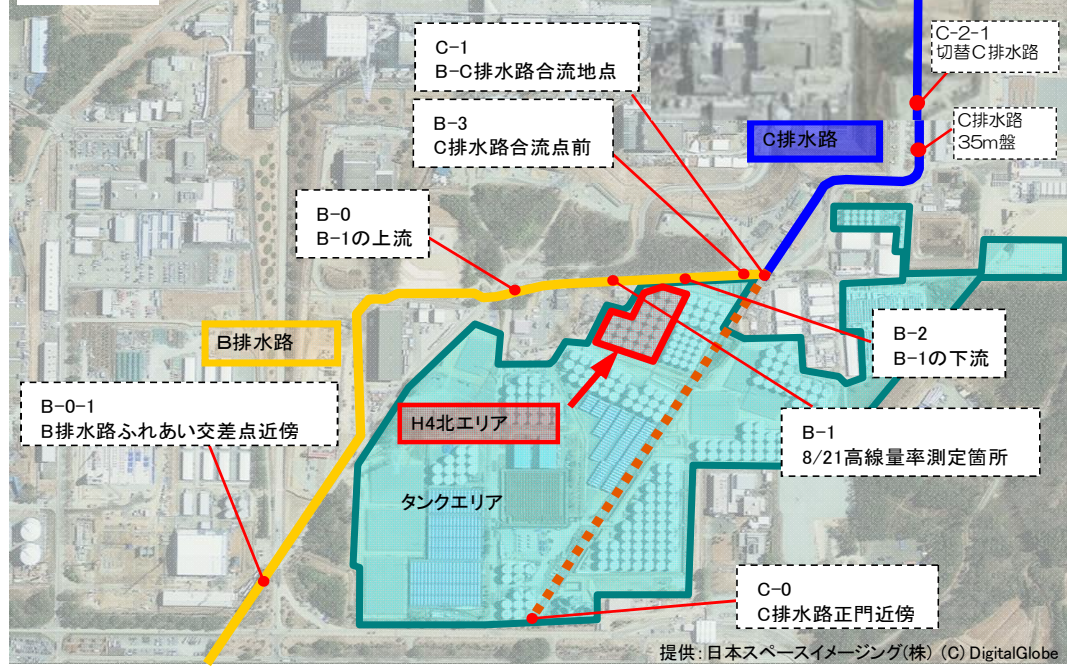 C-1
B-C排水路合流地点
C-2-1
切替C排水路
B-3
C排水路合流点前
C排水路
C排水路
35m盤
B-0
B-1の上流
B排水路
B-2
B-1の下流
B-0-1
B排水路ふれあい交差点近傍
H4北エリア
B-1
8/21高線量率測定箇所
タンクエリア
C-0
C排水路正門近傍
提供:日本スペースイメージング(株) (C) DigitalGlobe